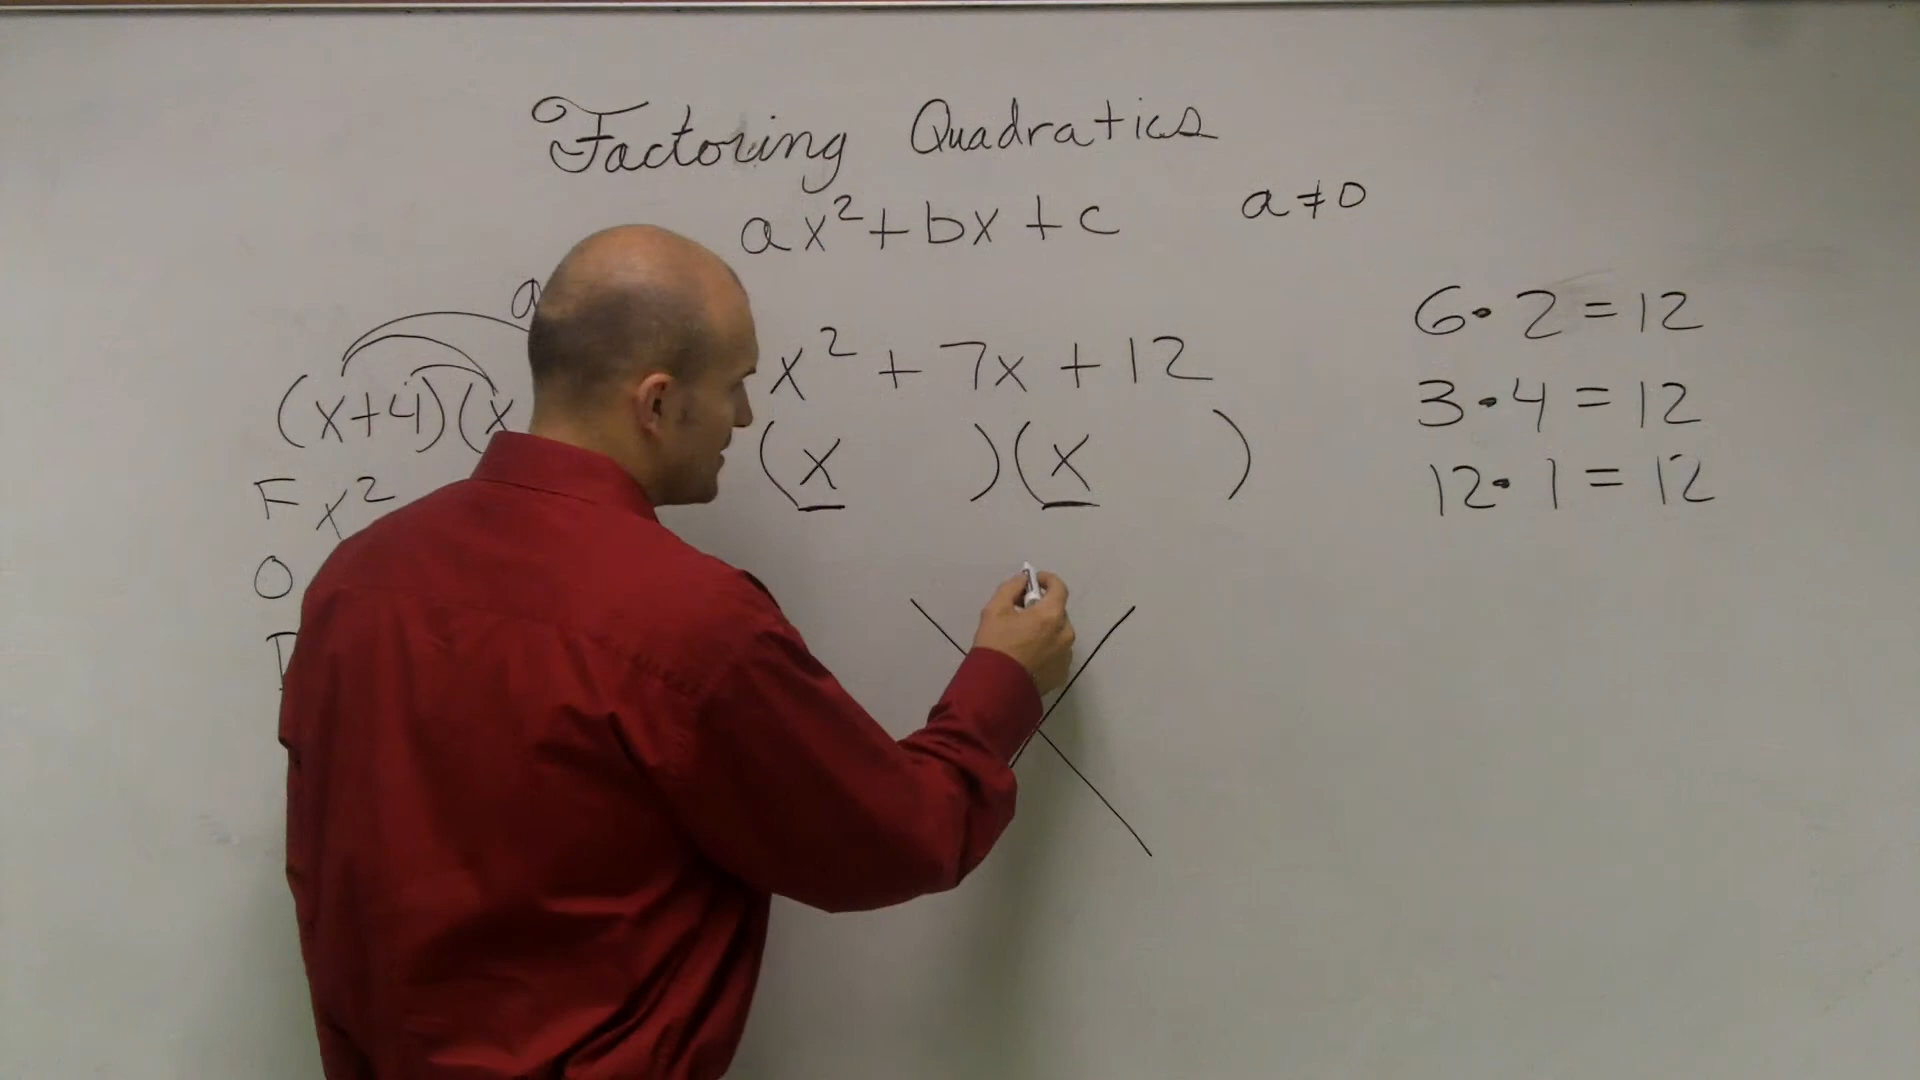 Factoring Quadratics
ax²+bx+c
a≠0
a
(x+4)(x
F x²
O
I
x² + 7x + 12
(x )(x )
6·2=12
3·4=12
12·1=12